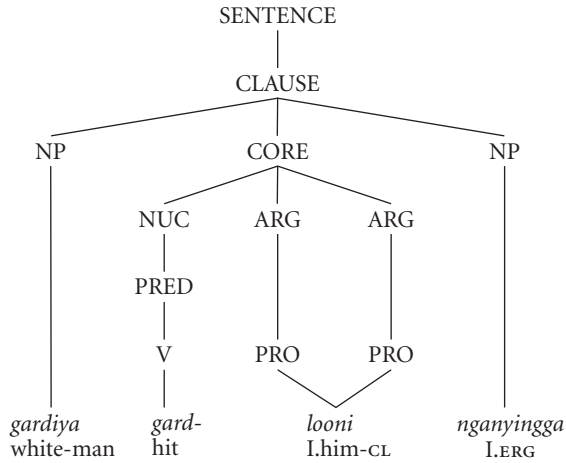 SENTENCE
CLAUSE
NP CORE NP
NUC ARG ARG
PRED
V PRO PRO
gardiya gard- looni nganyingga
white-man hit I.him-CL I.ERG